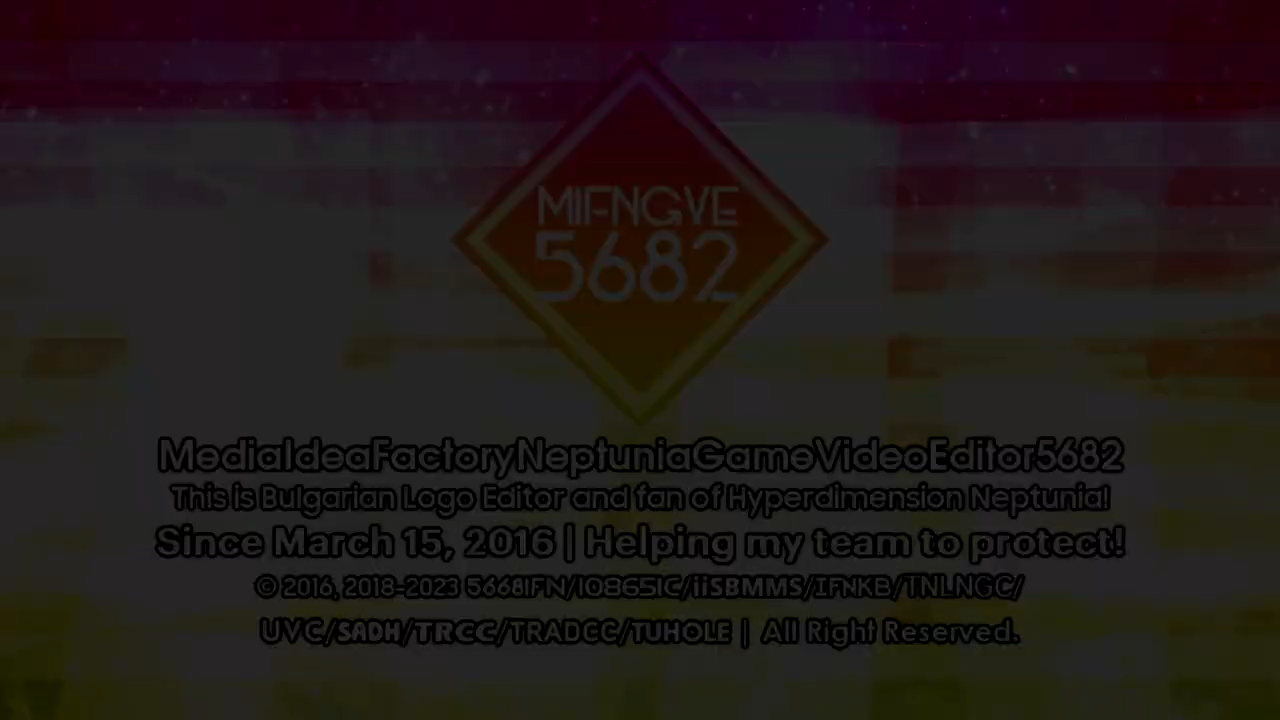 MIFNGVE
5682
MediaIdeaFactoryNeptuniaGameVideoEditor5682
This is Bulgarian Logo Editor and fan of Hyperdimension Neptunia!
Since March 15, 2016 | Helping my team to protect!
© 2016, 2018-2023 5668IFN/IO8651C/iiSBMMS/IFNKB/TNLNGC/
UVC/SADH/TRCC/TRADCC/TUHOLE | All Right Reserved.